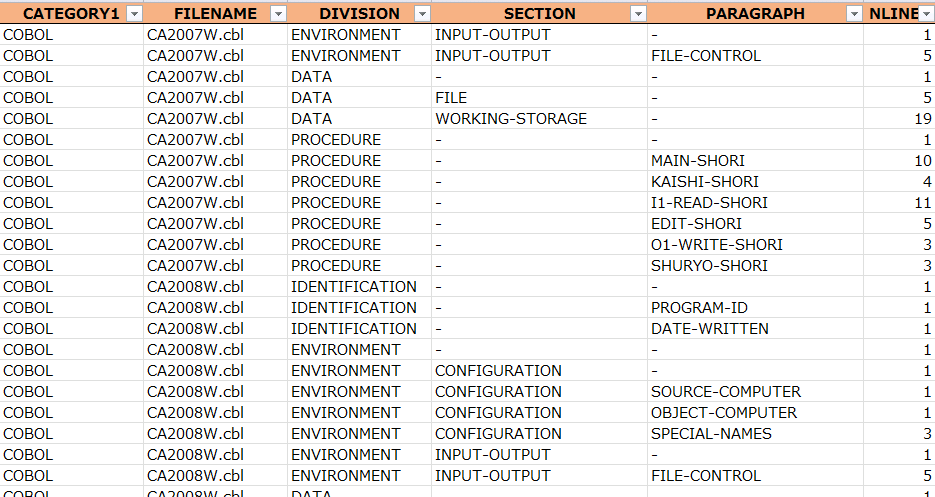 CATEGORY1 FILENAME DIVISION SECTION PARAGRAPH NLINE
COBOL CA2007W.cbl ENVIRONMENT INPUT-OUTPUT - 1
COBOL CA2007W.cbl ENVIRONMENT INPUT-OUTPUT FILE-CONTROL 5
COBOL CA2007W.cbl DATA - - 1
COBOL CA2007W.cbl DATA FILE - 5
COBOL CA2007W.cbl DATA WORKING-STORAGE - 19
COBOL CA2007W.cbl PROCEDURE - - 1
COBOL CA2007W.cbl PROCEDURE - MAIN-SHORI 10
COBOL CA2007W.cbl PROCEDURE - KAISHI-SHORI 4
COBOL CA2007W.cbl PROCEDURE - I1-READ-SHORI 11
COBOL CA2007W.cbl PROCEDURE - EDIT-SHORI 5
COBOL CA2007W.cbl PROCEDURE - O1-WRITE-SHORI 3
COBOL CA2007W.cbl PROCEDURE - SHURYO-SHORI 3
COBOL CA2008W.cbl IDENTIFICATION - - 1
COBOL CA2008W.cbl IDENTIFICATION - PROGRAM-ID 1
COBOL CA2008W.cbl IDENTIFICATION - DATE-WRITTEN 1
COBOL CA2008W.cbl ENVIRONMENT - - 1
COBOL CA2008W.cbl ENVIRONMENT CONFIGURATION - 1
COBOL CA2008W.cbl ENVIRONMENT CONFIGURATION SOURCE-COMPUTER 1
COBOL CA2008W.cbl ENVIRONMENT CONFIGURATION OBJECT-COMPUTER 1
COBOL CA2008W.cbl ENVIRONMENT CONFIGURATION SPECIAL-NAMES 3
COBOL CA2008W.cbl ENVIRONMENT INPUT-OUTPUT - 1
COBOL CA2008W.cbl ENVIRONMENT INPUT-OUTPUT FILE-CONTROL 5
COBOL CA2008W.cbl DATA 1